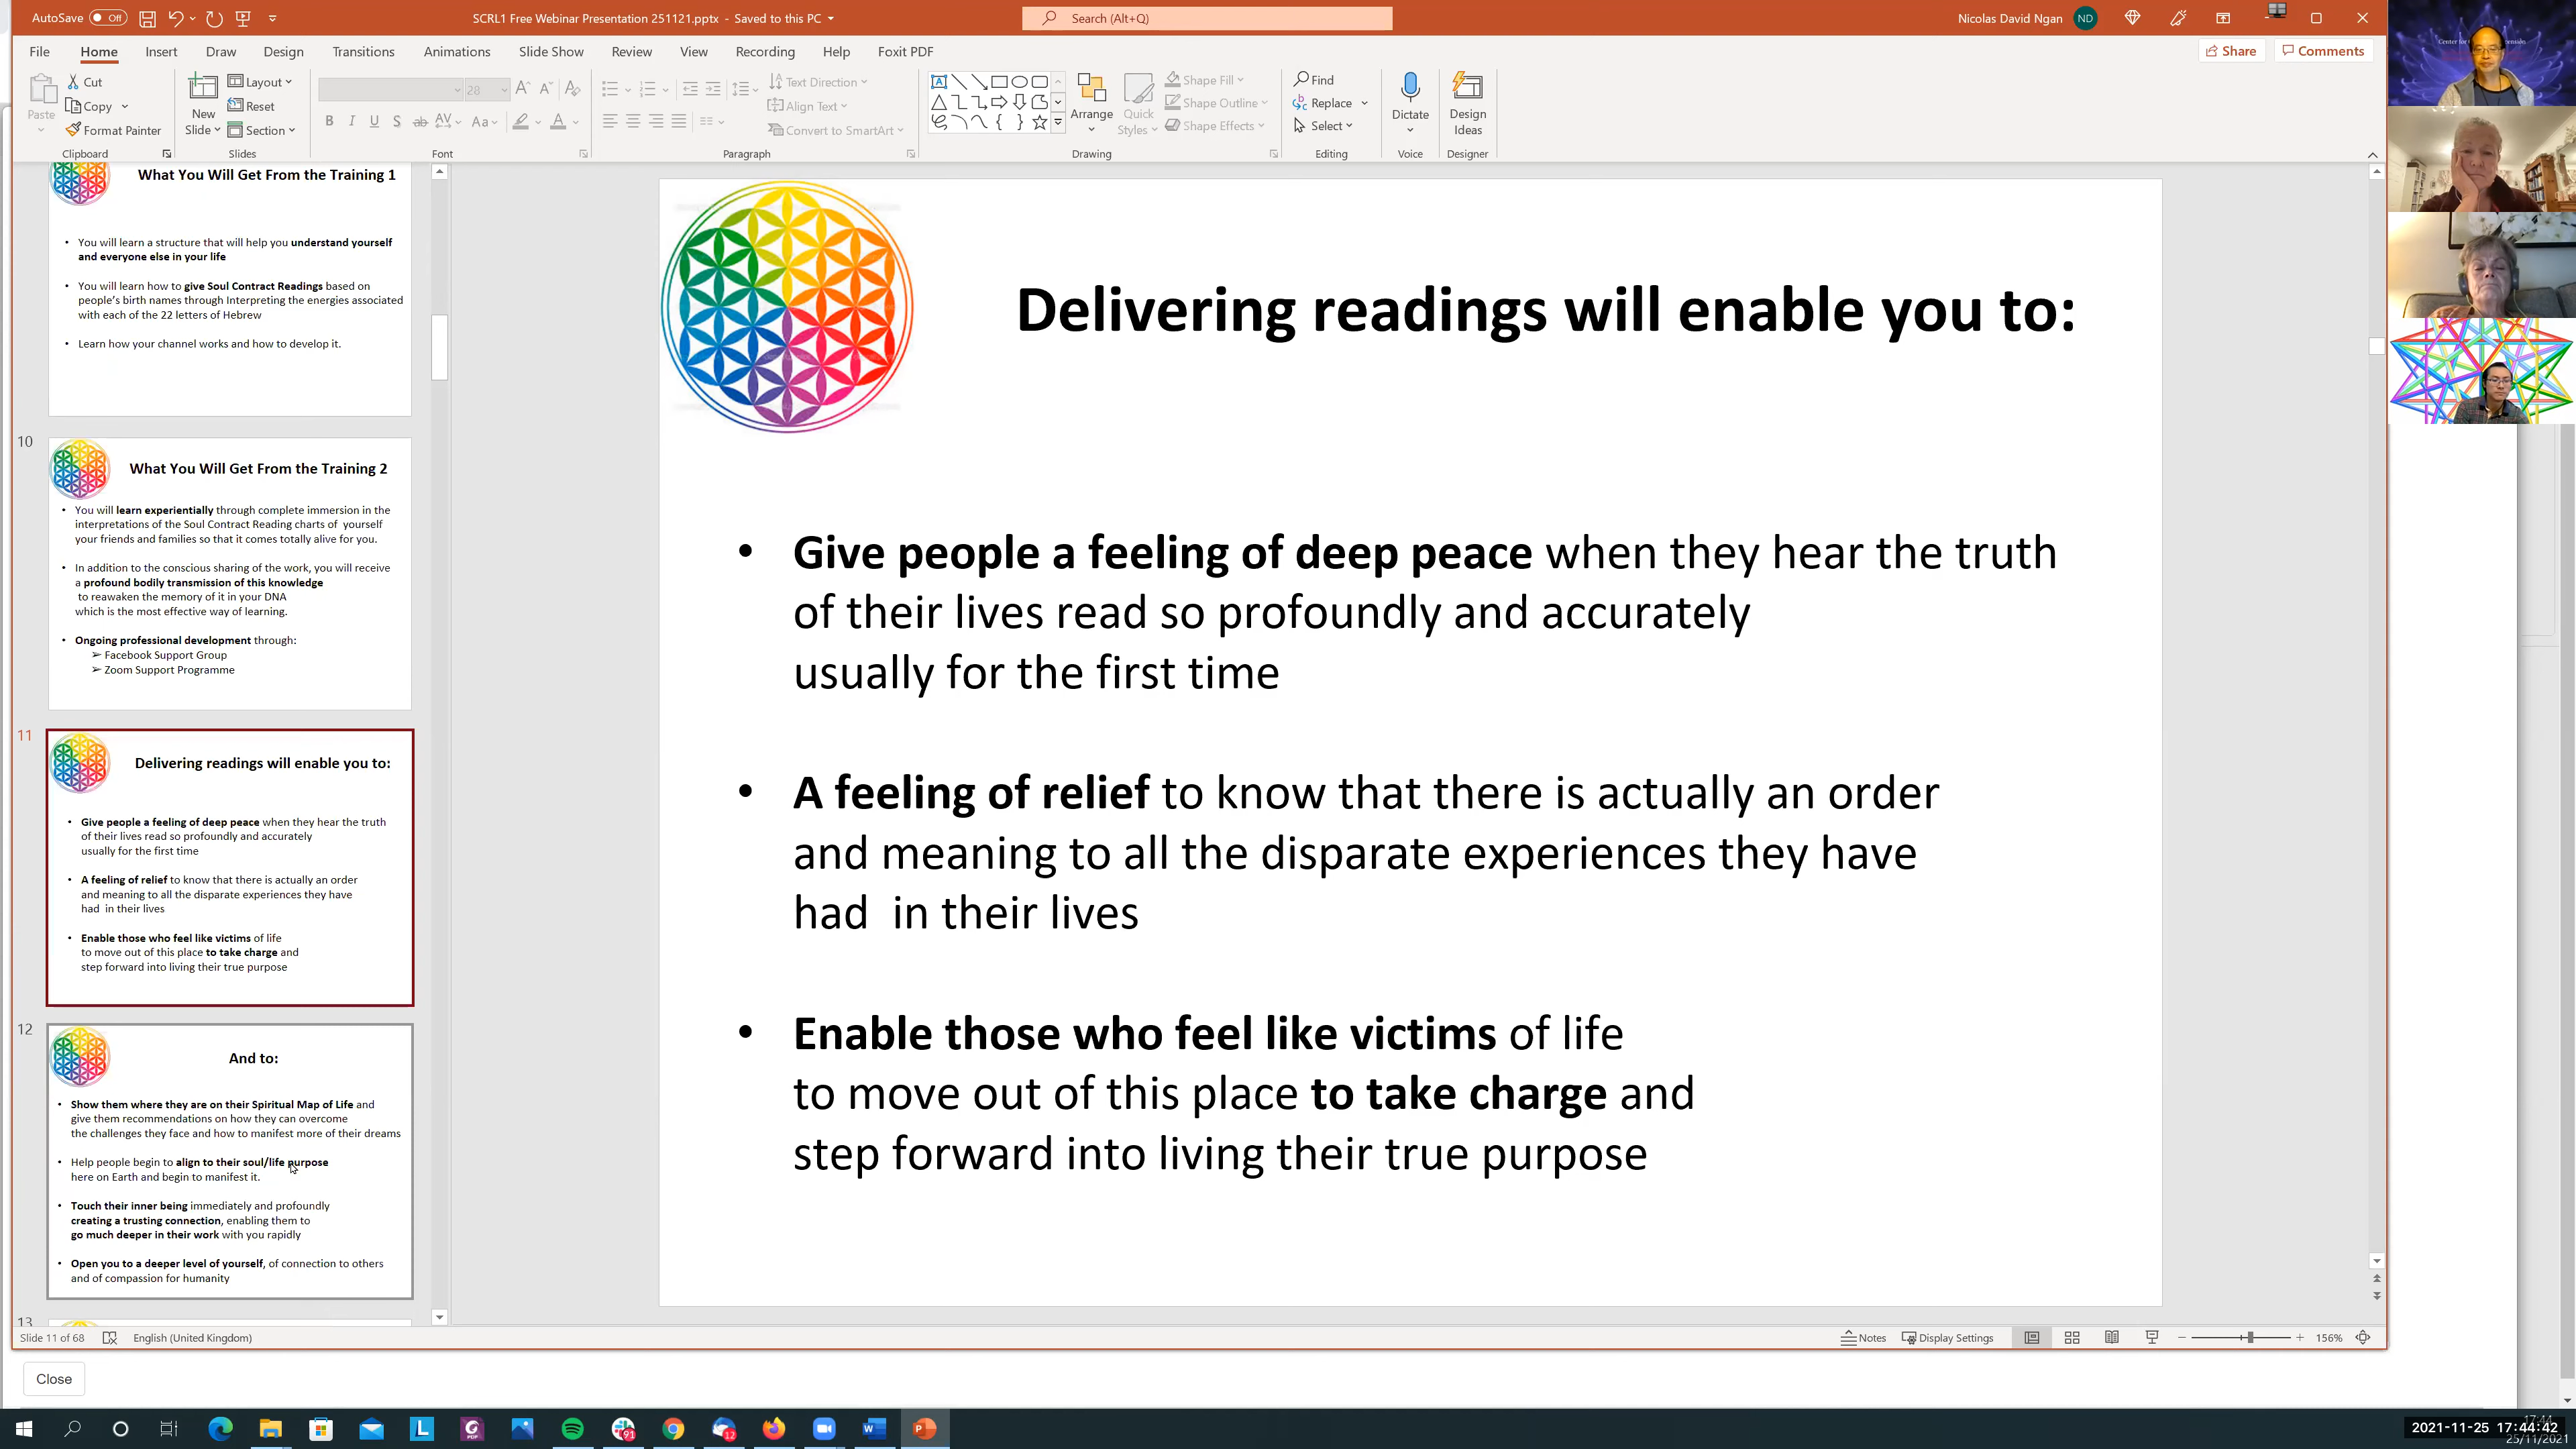 AutoSave Off
SCRL1 Free Webinar Presentation 251121.pptx - Saved to this PC
Search (Alt+Q)
Nicolas David Ngan ND
File Home Insert Draw Design Transitions Animations Slide Show Review View Recording Help Foxit PDF
Share Comments
Paste
Cut
Copy
Format Painter
Clipboard
New
Slide
Layout
Reset
Section
Slides
28
Font
Text Direction
Align Text
Convert to SmartArt
Paragraph
Arrange
Quick
Styles
Shape Fill
Shape Outline
Shape Effects
Drawing
Find
Replace
Select
Editing
Dictate
Voice
Design
Ideas
Designer
What You Will Get From the Training 1
• You will learn a structure that will help you understand yourself
and everyone else in your life
• You will learn how to give Soul Contract Readings based on
people's birth names through Interpreting the energies associated
with each of the 22 letters of Hebrew
• Learn how your channel works and how to develop it.
10
What You Will Get From the Training 2
• You will learn experientially through complete immersion in the
interpretations of the Soul Contract Reading charts of yourself
your friends and families so that it comes totally alive for you.
• In addition to the conscious sharing of the work, you will receive
a profound bodily transmission of this knowledge
to reawaken the memory of it in your DNA
which is the most effective way of learning.
• Ongoing professional development through:
➢ Facebook Support Group
➢ Zoom Support Programme
11
Delivering readings will enable you to:
• Give people a feeling of deep peace when they hear the truth
of their lives read so profoundly and accurately
usually for the first time
• A feeling of relief to know that there is actually an order
and meaning to all the disparate experiences they have
had in their lives
• Enable those who feel like victims of life
to move out of this place to take charge and
step forward into living their true purpose
12
And to:
• Show them where they are on their Spiritual Map of Life and
give them recommendations on how they can overcome
the challenges they face and how to manifest more of their dreams
• Help people begin to align to their soul/life purpose
here on Earth and begin to manifest it.
• Touch their inner being immediately and profoundly
creating a trusting connection, enabling them to
go much deeper in their work with you rapidly
• Open you to a deeper level of yourself, of connection to others
and of compassion for humanity
13
Delivering readings will enable you to:
• Give people a feeling of deep peace when they hear the truth
of their lives read so profoundly and accurately
usually for the first time
• A feeling of relief to know that there is actually an order
and meaning to all the disparate experiences they have
had in their lives
• Enable those who feel like victims of life
to move out of this place to take charge and
step forward into living their true purpose
Slide 11 of 68 English (United Kingdom)
Notes Display Settings 156%
Close
2021-11-25 17:44:42
25/11/2021